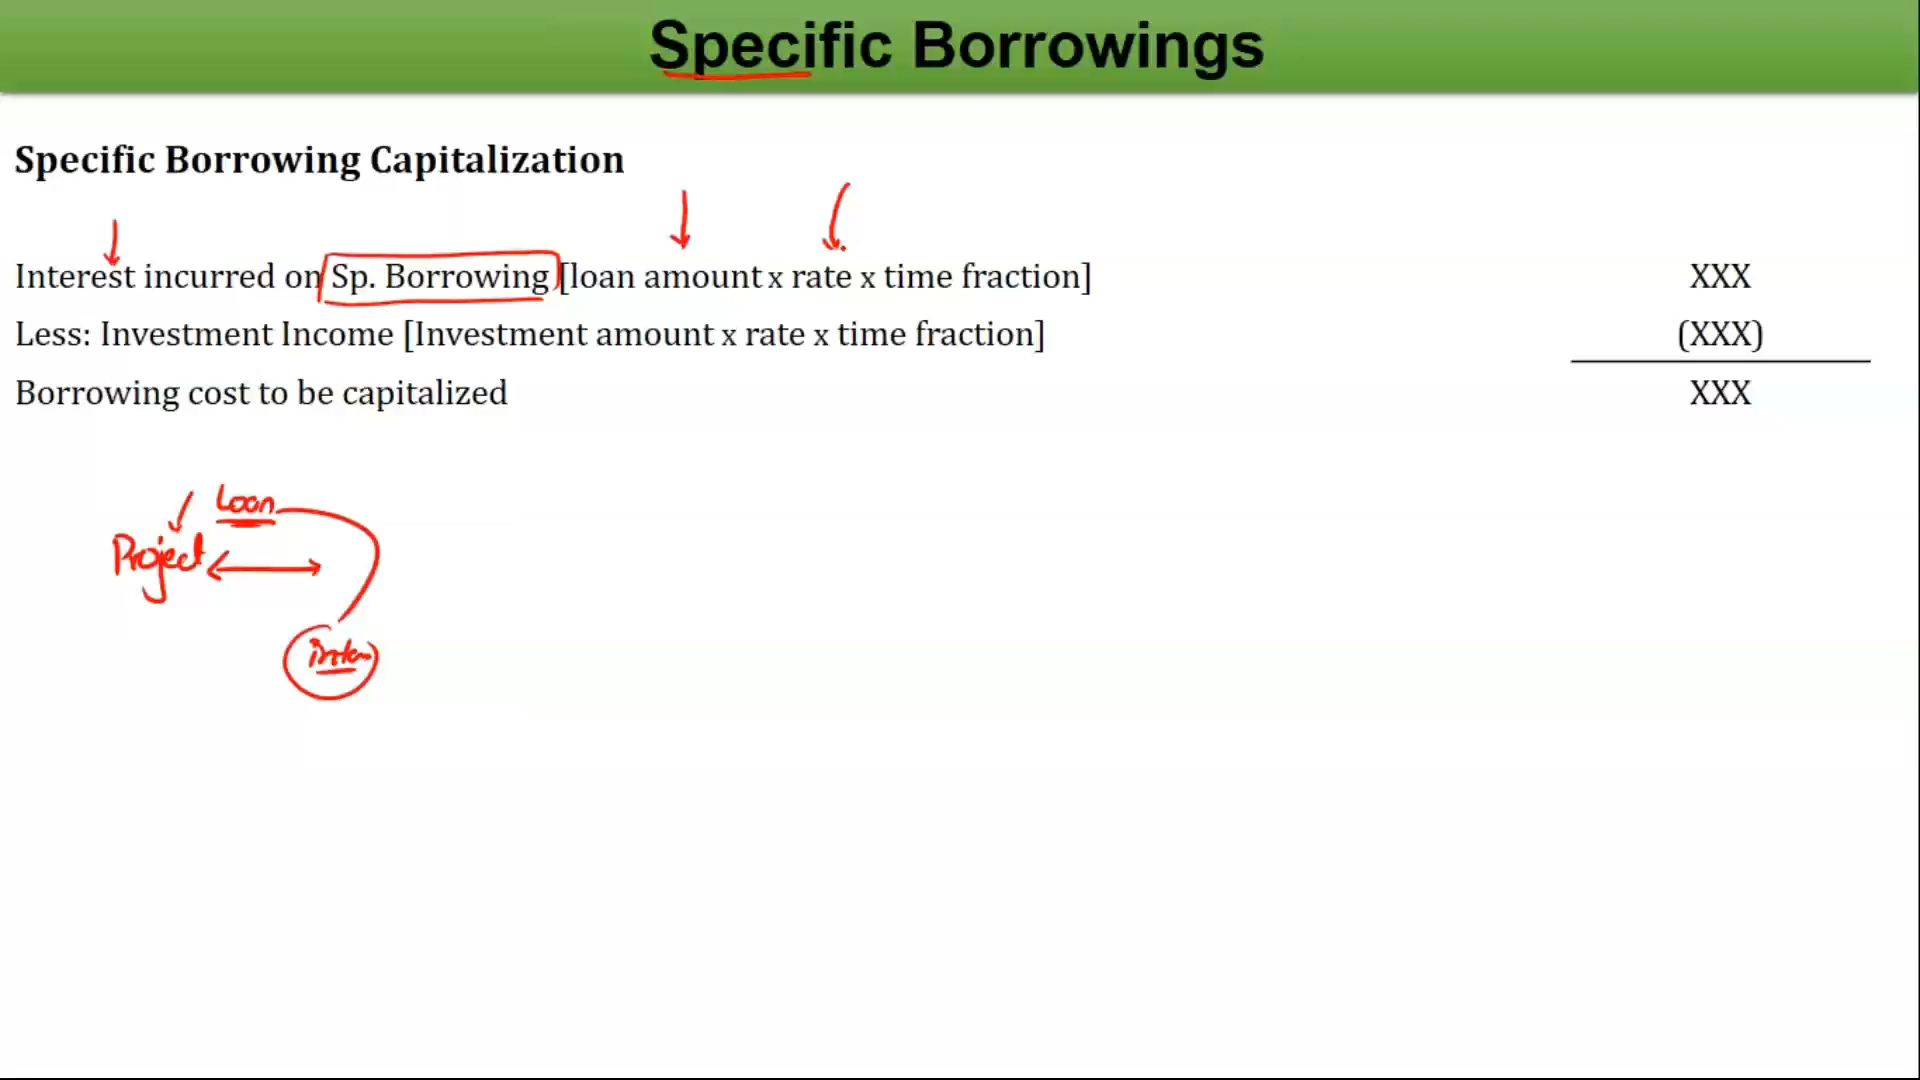 Specific Borrowings
Specific Borrowing Capitalization
Interest incurred on Sp. Borrowing [loan amount x rate x time fraction] XXX
Less: Investment Income [Investment amount x rate x time fraction] (XXX)
Borrowing cost to be capitalized XXX
Loan
Project